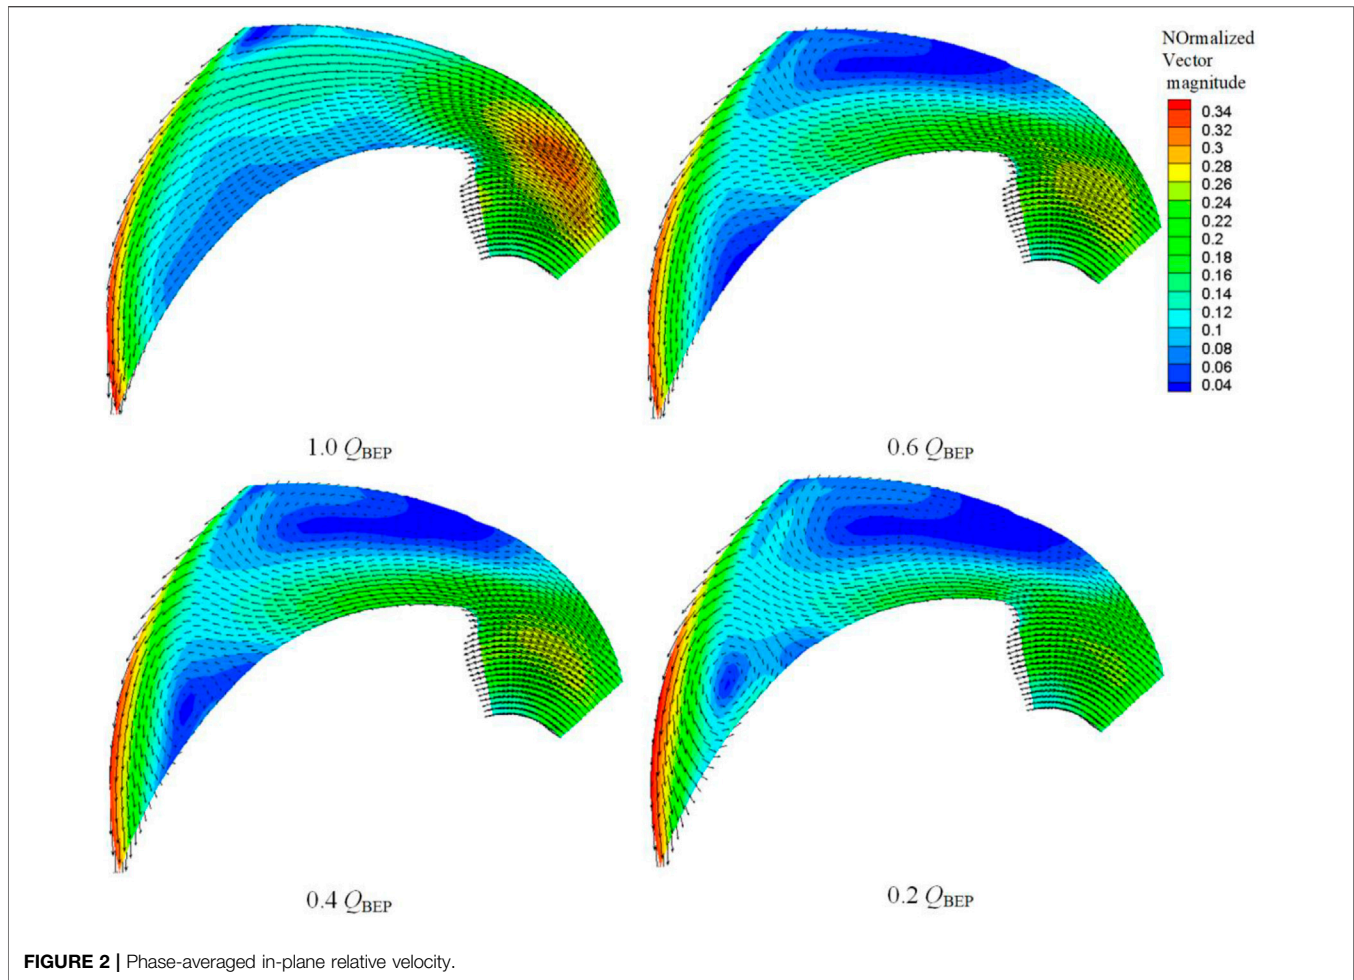 NOrmalized
Vector
magnitude
0.34
0.32
0.3
0.28
0.26
0.24
0.22
0.2
0.18
0.16
0.14
0.12
0.1
0.08
0.06
0.04
1.0 QBEP
0.6 QBEP
0.4 QBEP
0.2 QBEP
FIGURE 2 | Phase-averaged in-plane relative velocity.